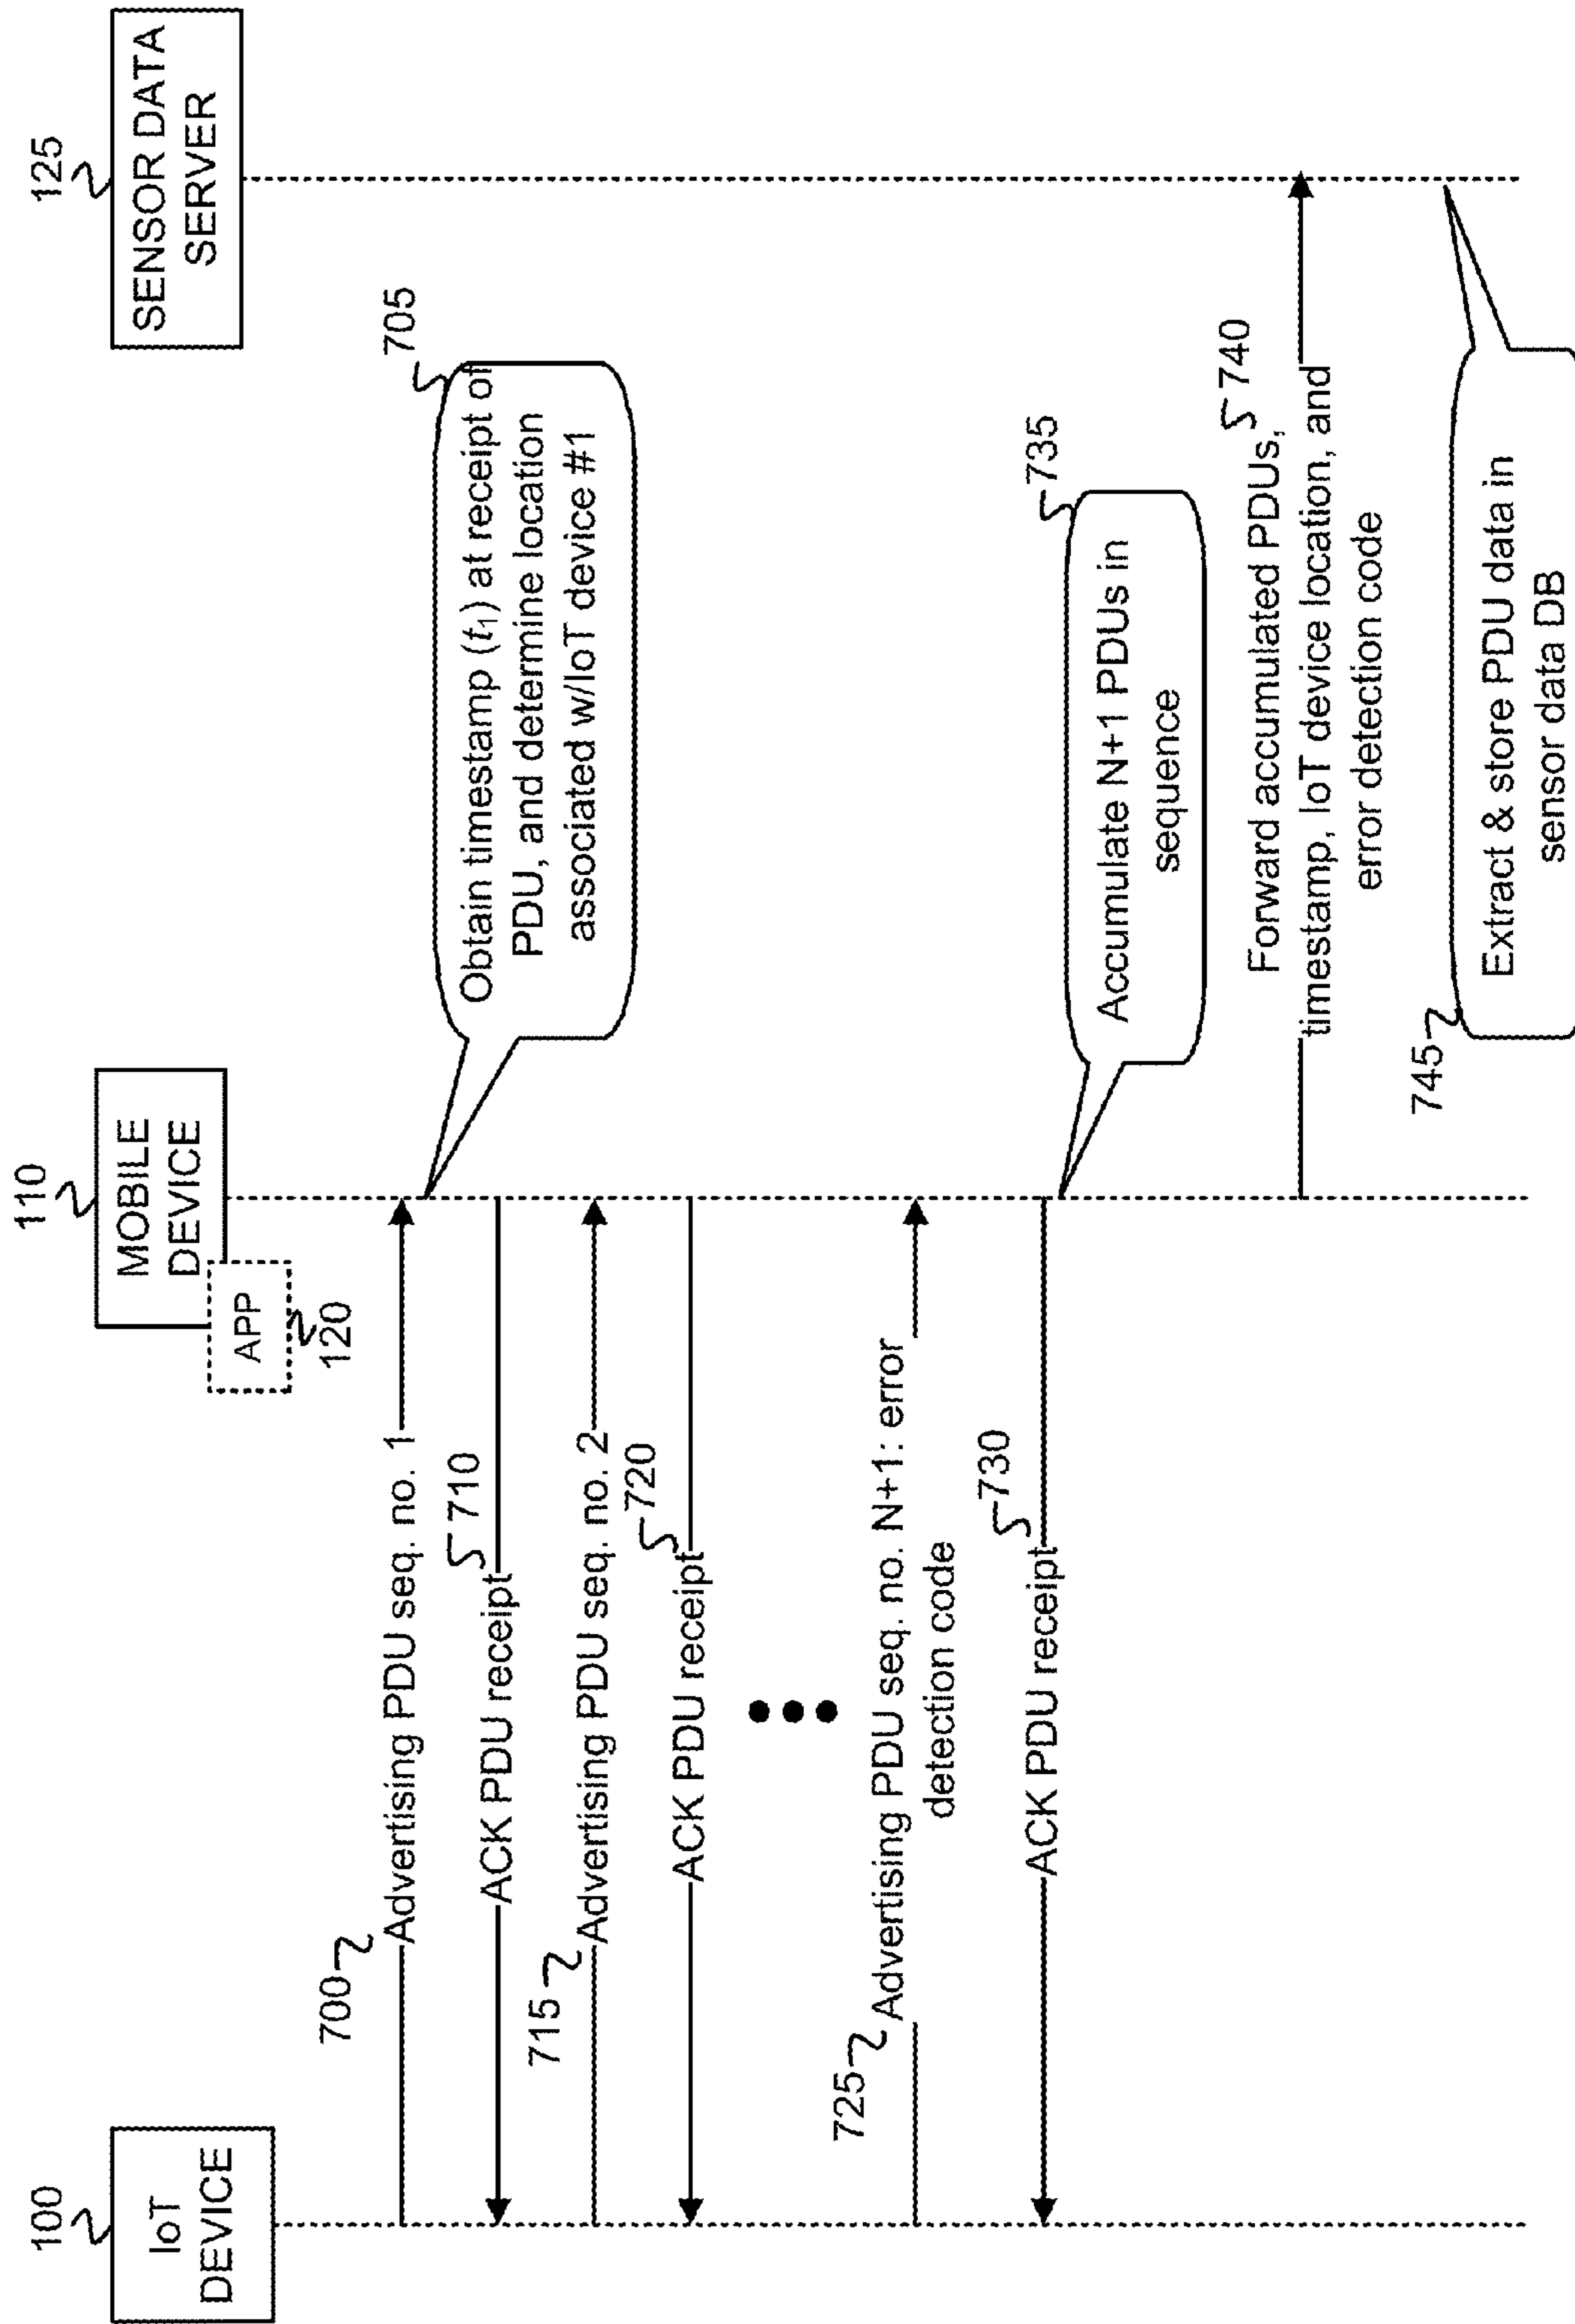 100
IoT
DEVICE
110
MOBILE
DEVICE
APP
120
125
SENSOR DATA
SERVER
700
Advertising PDU seq. no. 1
705
Obtain timestamp (t₁) at receipt of
PDU, and determine location
associated w/IoT device #1
ACK PDU receipt
710
715
Advertising PDU seq. no. 2
ACK PDU receipt
720
725
Advertising PDU seq. no. N+1: error
detection code
ACK PDU receipt
730
735
Accumulate N+1 PDUs in
sequence
Forward accumulated PDUs,
740
timestamp, IoT device location, and
error detection code
745
Extract & store PDU data in
sensor data DB